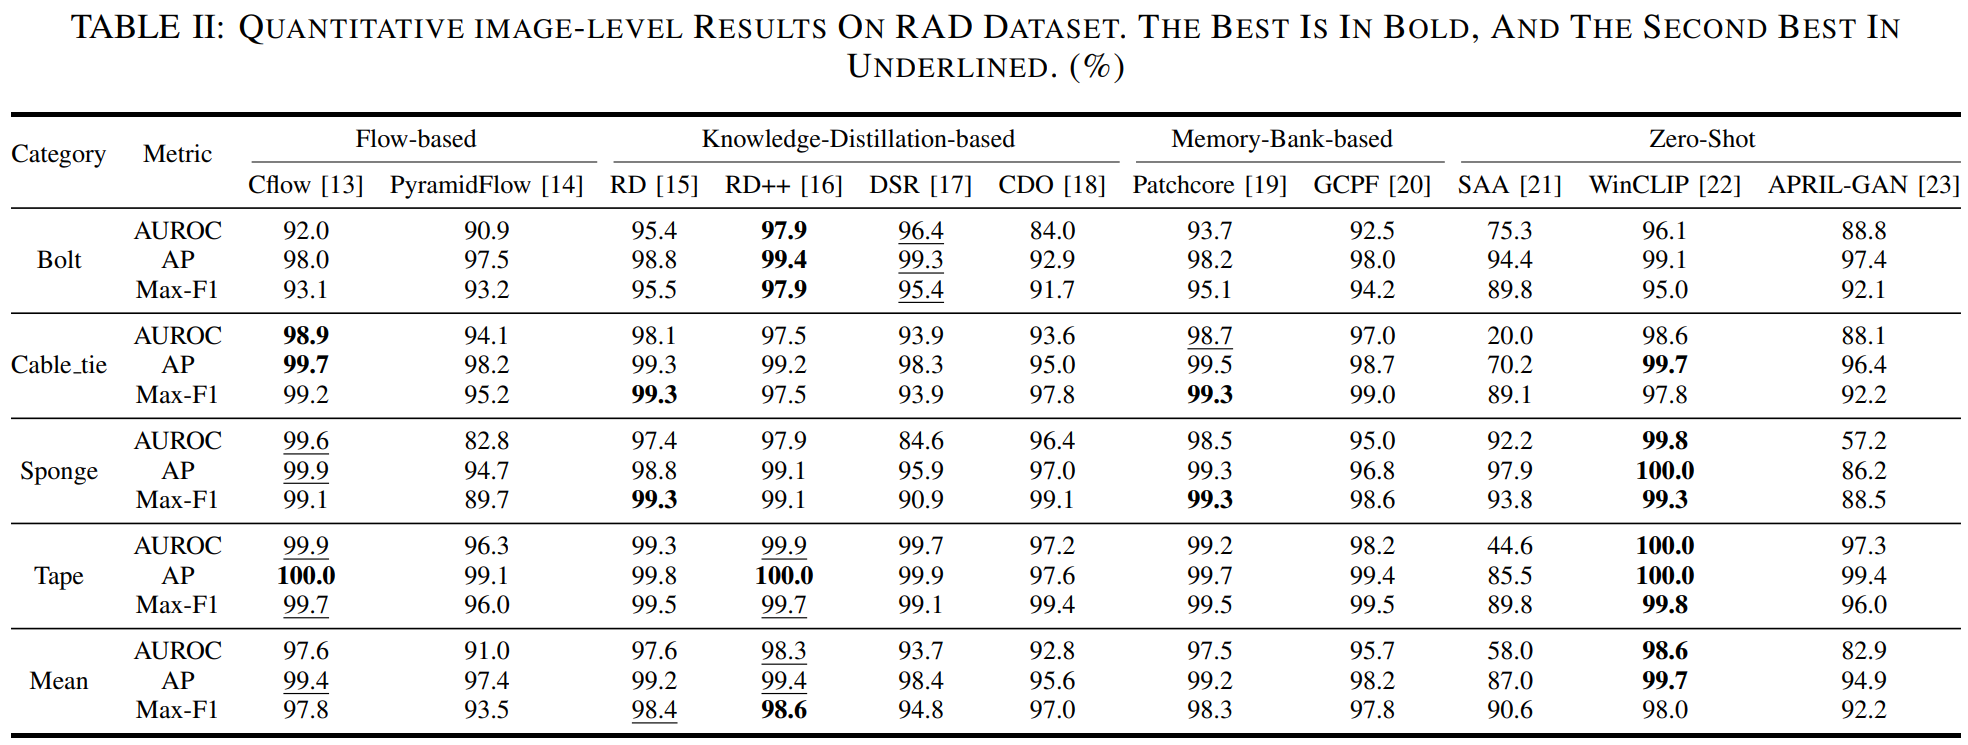 TABLE II: QUANTITATIVE IMAGE-LEVEL RESULTS ON RAD DATASET. THE BEST IS IN BOLD, AND THE SECOND BEST IN
UNDERLINED. (%)
Category Metric Flow-based Knowledge-Distillation-based Memory-Bank-based Zero-Shot
Cflow [13] PyramidFlow [14] RD [15] RD++ [16] DSR [17] CDO [18] Patchcore [19] GCPF [20] SAA [21] WinCLIP [22] APRIL-GAN [23]
Bolt AUROC 92.0 90.9 95.4 97.9 96.4 84.0 93.7 92.5 75.3 96.1 88.8
AP 98.0 97.5 98.8 99.4 99.3 92.9 98.2 98.0 94.4 99.1 97.4
Max-F1 93.1 93.2 95.5 97.9 95.4 91.7 95.1 94.2 89.8 95.0 92.1
Cable_tie AUROC 98.9 94.1 98.1 97.5 93.9 93.6 98.7 97.0 20.0 98.6 88.1
AP 99.7 98.2 99.3 99.2 98.3 95.0 99.5 98.7 70.2 99.7 96.4
Max-F1 99.2 95.2 99.3 97.5 93.9 97.8 99.3 99.0 89.1 97.8 92.2
Sponge AUROC 99.6 82.8 97.4 97.9 84.6 96.4 98.5 95.0 92.2 99.8 57.2
AP 99.9 94.7 98.8 99.1 95.9 97.0 99.3 96.8 97.9 100.0 86.2
Max-F1 99.1 89.7 99.3 99.1 90.9 99.1 99.3 98.6 93.8 99.3 88.5
Tape AUROC 99.9 96.3 99.3 99.9 99.7 97.2 99.2 98.2 44.6 100.0 97.3
AP 100.0 99.1 99.8 100.0 99.9 97.6 99.7 99.4 85.5 100.0 99.4
Max-F1 99.7 96.0 99.5 99.7 99.1 99.4 99.5 99.5 89.8 99.8 96.0
Mean AUROC 97.6 91.0 97.6 98.3 93.7 92.8 97.5 95.7 58.0 98.6 82.9
AP 99.4 97.4 99.2 99.4 98.4 95.6 99.2 98.2 87.0 99.7 94.9
Max-F1 97.8 93.5 98.4 98.6 94.8 97.0 98.3 97.8 90.6 98.0 92.2